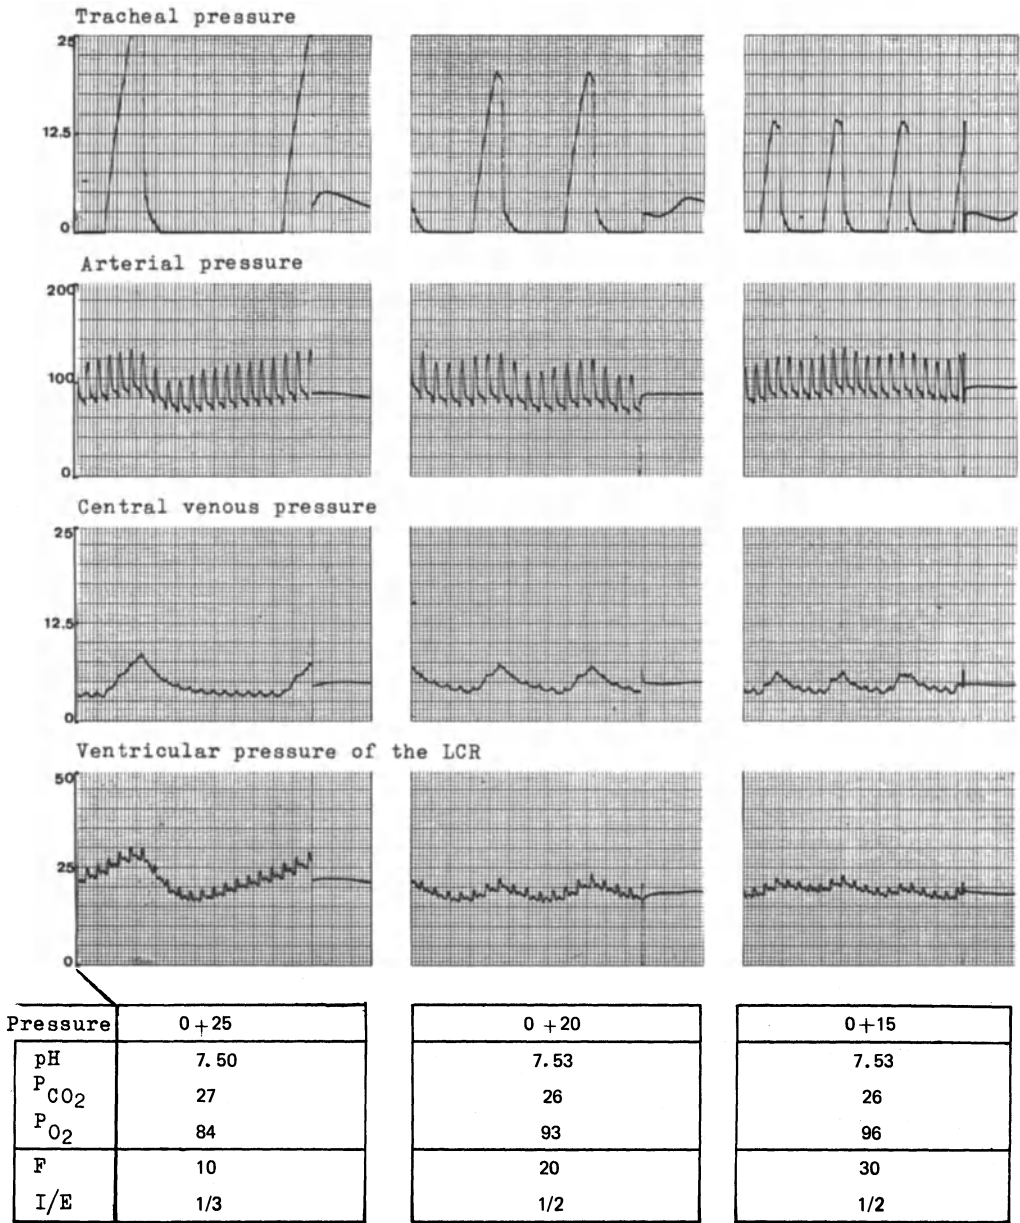 Tracheal pressure
25
12.5
0
Arterial pressure
200
100
0
Central venous pressure
25
12.5
0
Ventricular pressure of the LCR
50
25
0
Pressure 0 +25 0 +20 0+15
pH 7.50 7.53 7.53
PCO2 27 26 26
PO2 84 93 96
F 10 20 30
I/E 1/3 1/2 1/2